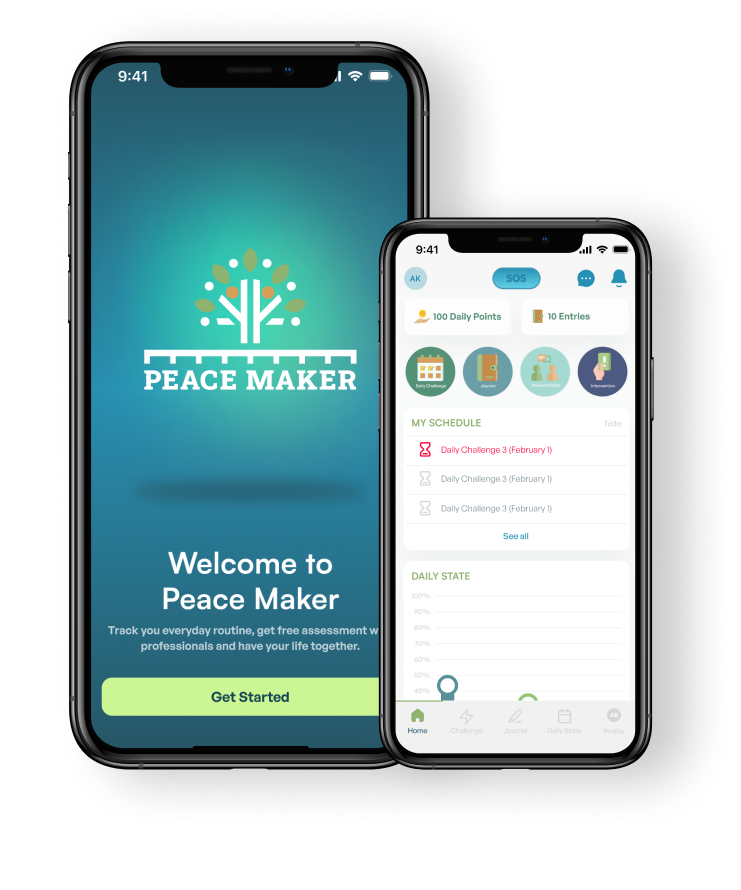 9:41
PEACE MAKER
Welcome to
Peace Maker
Track you everyday routine, get free assessment w
professionals and have your life together.
Get Started
9:41
AK
SOS
100 Daily Points
10 Entries
Daily Challenge
Journal
Accountability
Intervention
MY SCHEDULE
hide
Daily Challenge 3 (February 1)
Daily Challenge 3 (February 1)
Daily Challenge 3 (February 1)
See all
DAILY STATE
100%
90%
80%
70%
60%
50%
40%
Home
Challenge
Journal
Daily State
AK
Profile